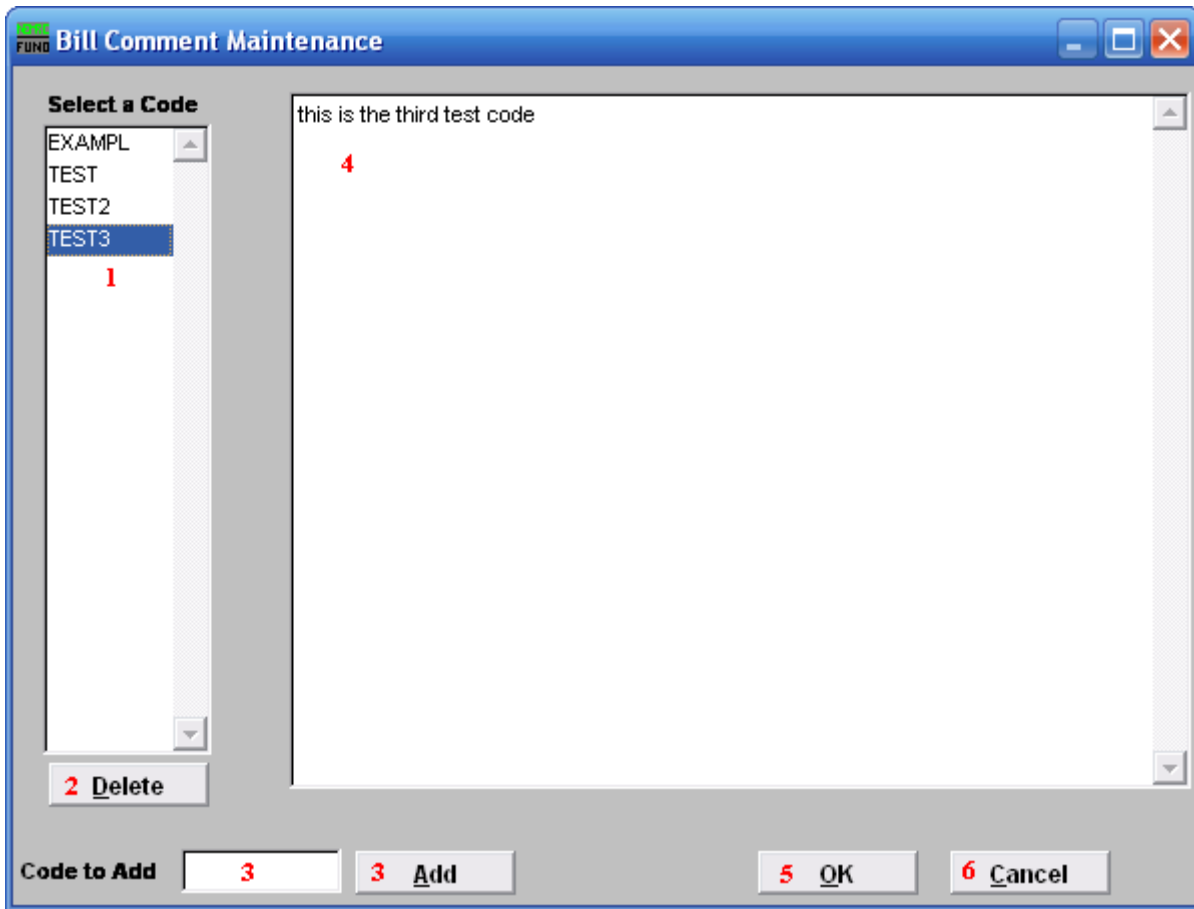 FUND Bill Comment Maintenance
Select a Code
EXAMPL
TEST
TEST2
TEST3
1
2 Delete
this is the third test code
4
Code to Add 3 3 Add 5 OK 6 Cancel